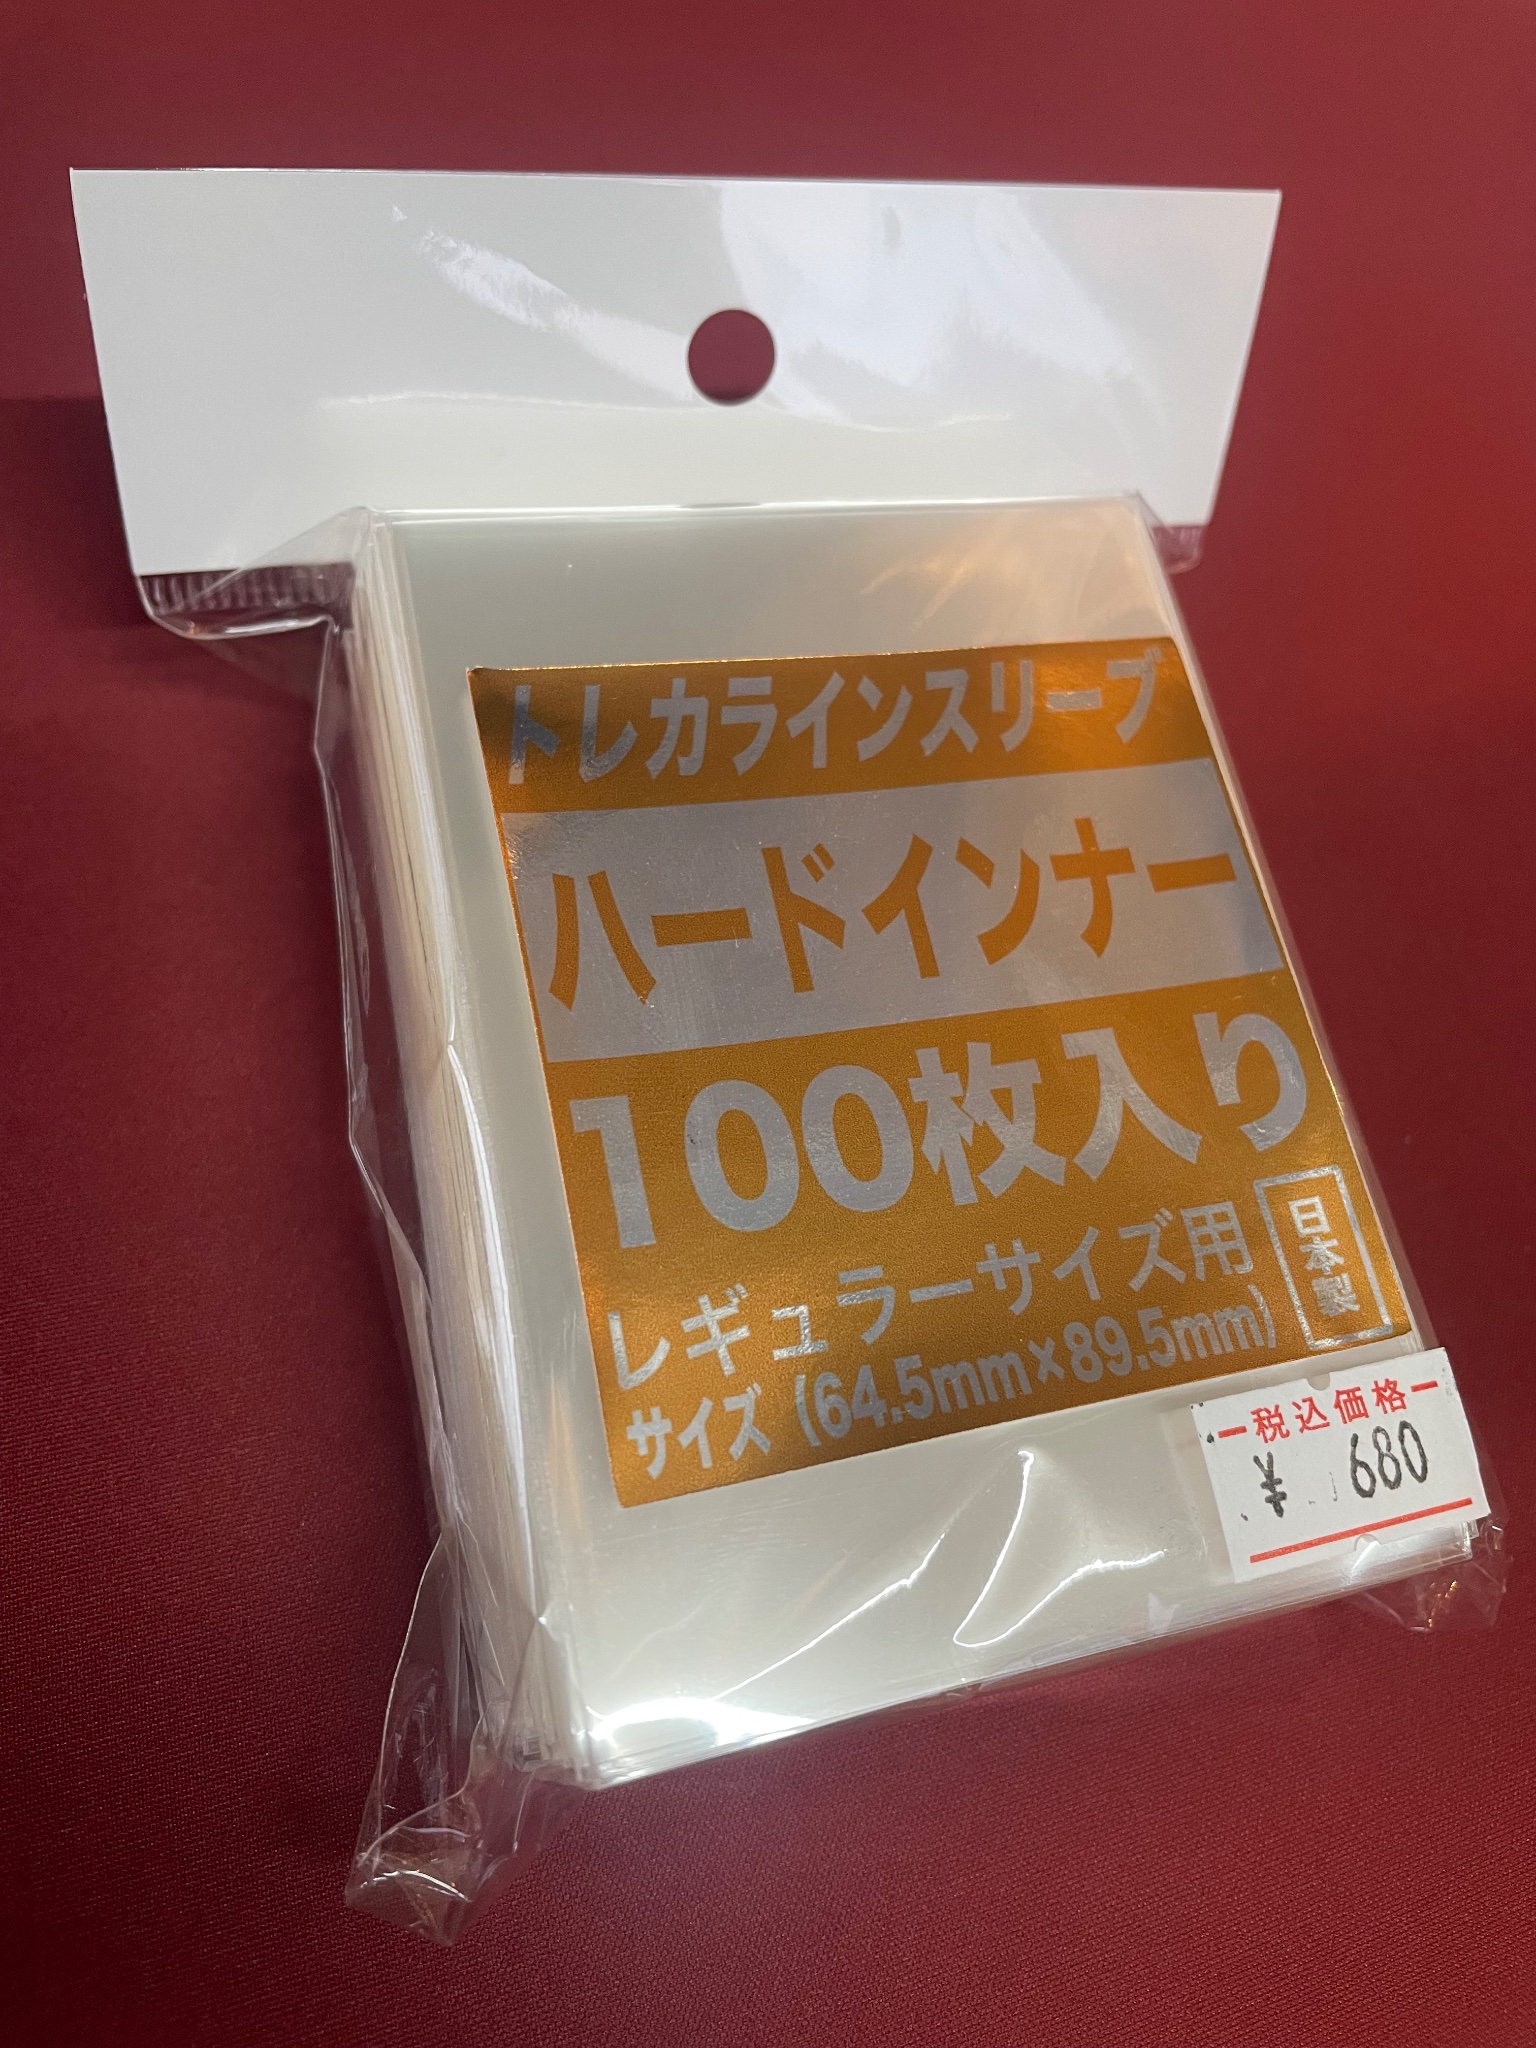 トレカラインスリーブ
ハードインナー
100枚入り
レギュラーサイズ用
サイズ (64.5mm×89.5mm)
日本製
ー税込価格ー
¥ 680